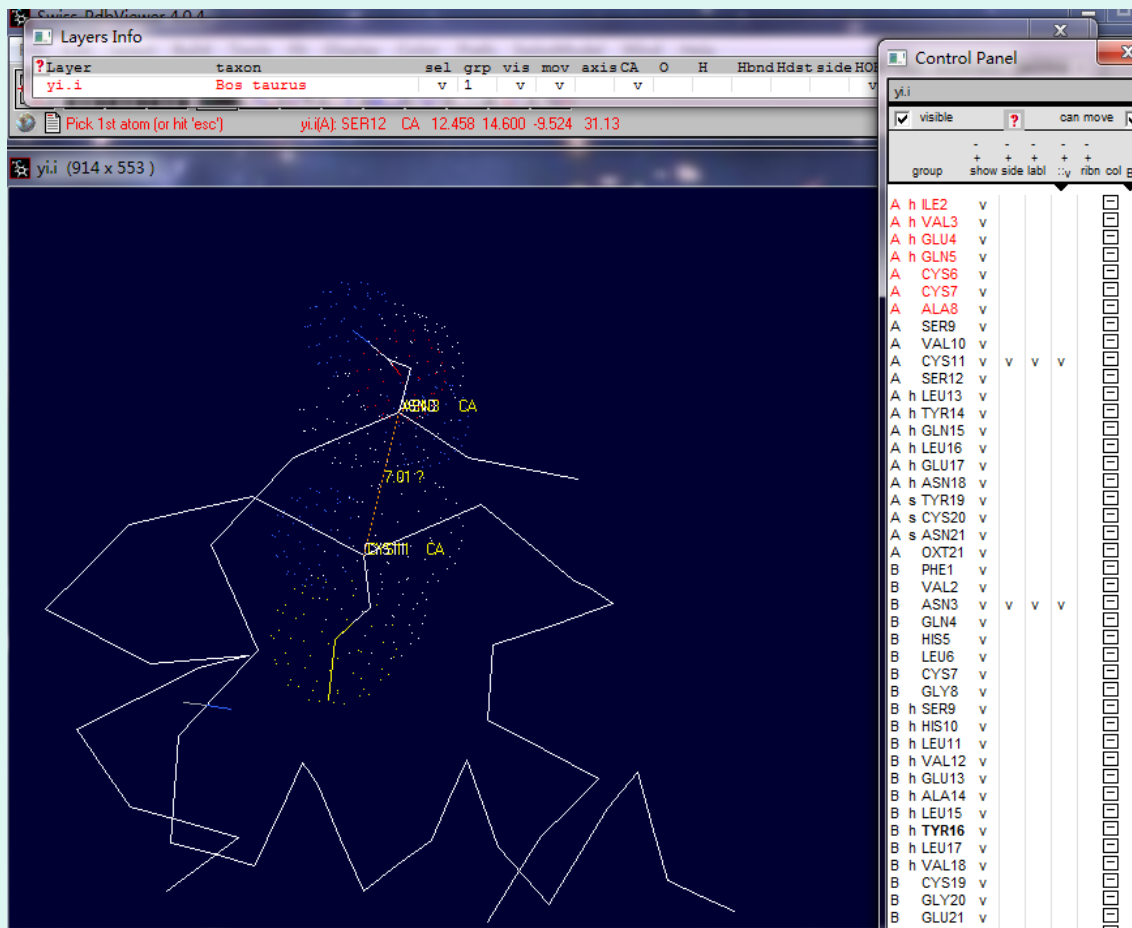 Swiss-PdbViewer 4.0.4
Layers Info
?Layer taxon sel grp vis mov axis CA O H Hbnd Hdst side HOH
yi.i Bos taurus v 1 v v v v
Pick 1st atom (or hit 'esc') yi.i(A): SER12 CA 12.458 14.600 -9.524 31.13
yi.i (914 x 553 )
CA
7.01 ?
CYS11 CA
Control Panel
yi.i
visible ? can move
- - - - -
+ + + + +
group show side labl ::v ribn col B
A h ILE2 v
A h VAL3 v
A h GLU4 v
A h GLN5 v
A CYS6 v
A CYS7 v
A ALA8 v
A SER9 v
A VAL10 v
A CYS11 v v v v
A SER12 v
A h LEU13 v
A h TYR14 v
A h GLN15 v
A h LEU16 v
A h GLU17 v
A h ASN18 v
A s TYR19 v
A s CYS20 v
A s ASN21 v
A OXT21 v
B PHE1 v
B VAL2 v
B ASN3 v v v v
B GLN4 v
B HIS5 v
B LEU6 v
B CYS7 v
B GLY8 v
B h SER9 v
B h HIS10 v
B h LEU11 v
B h VAL12 v
B h GLU13 v
B h ALA14 v
B h LEU15 v
B h TYR16 v
B h LEU17 v
B h VAL18 v
B CYS19 v
B GLY20 v
B GLU21 v